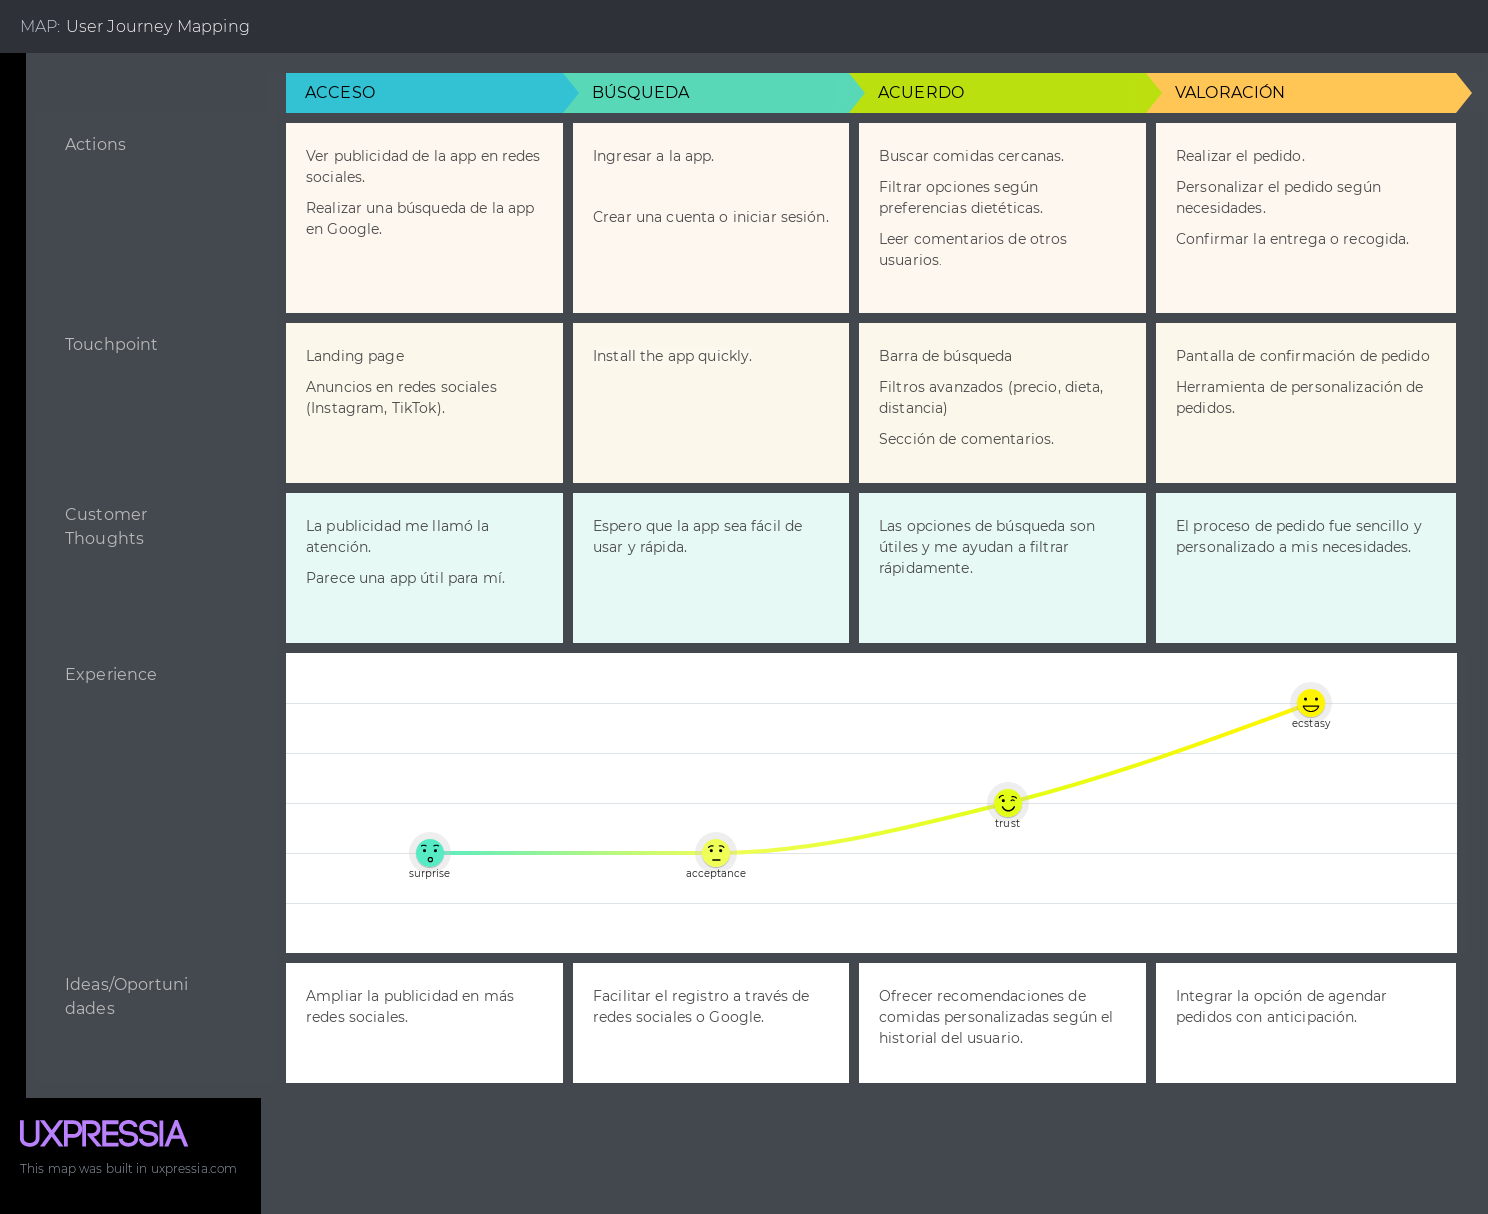 MAP: User Journey Mapping
ACCESO
BÚSQUEDA
ACUERDO
VALORACIÓN
Actions
Ver publicidad de la app en redes
sociales.
Realizar una búsqueda de la app
en Google.
Ingresar a la app.
Crear una cuenta o iniciar sesión.
Buscar comidas cercanas.
Filtrar opciones según
preferencias dietéticas.
Leer comentarios de otros
usuarios.
Realizar el pedido.
Personalizar el pedido según
necesidades.
Confirmar la entrega o recogida.
Touchpoint
Landing page
Anuncios en redes sociales
(Instagram, TikTok).
Install the app quickly.
Barra de búsqueda
Filtros avanzados (precio, dieta,
distancia)
Sección de comentarios.
Pantalla de confirmación de pedido
Herramienta de personalización de
pedidos.
Customer
Thoughts
La publicidad me llamó la
atención.
Parece una app útil para mí.
Espero que la app sea fácil de
usar y rápida.
Las opciones de búsqueda son
útiles y me ayudan a filtrar
rápidamente.
El proceso de pedido fue sencillo y
personalizado a mis necesidades.
Experience
surprise
acceptance
trust
ecstasy
Ideas/Oportuni
dades
Ampliar la publicidad en más
redes sociales.
Facilitar el registro a través de
redes sociales o Google.
Ofrecer recomendaciones de
comidas personalizadas según el
historial del usuario.
Integrar la opción de agendar
pedidos con anticipación.
UXPRESSIA
This map was built in uxpressia.com